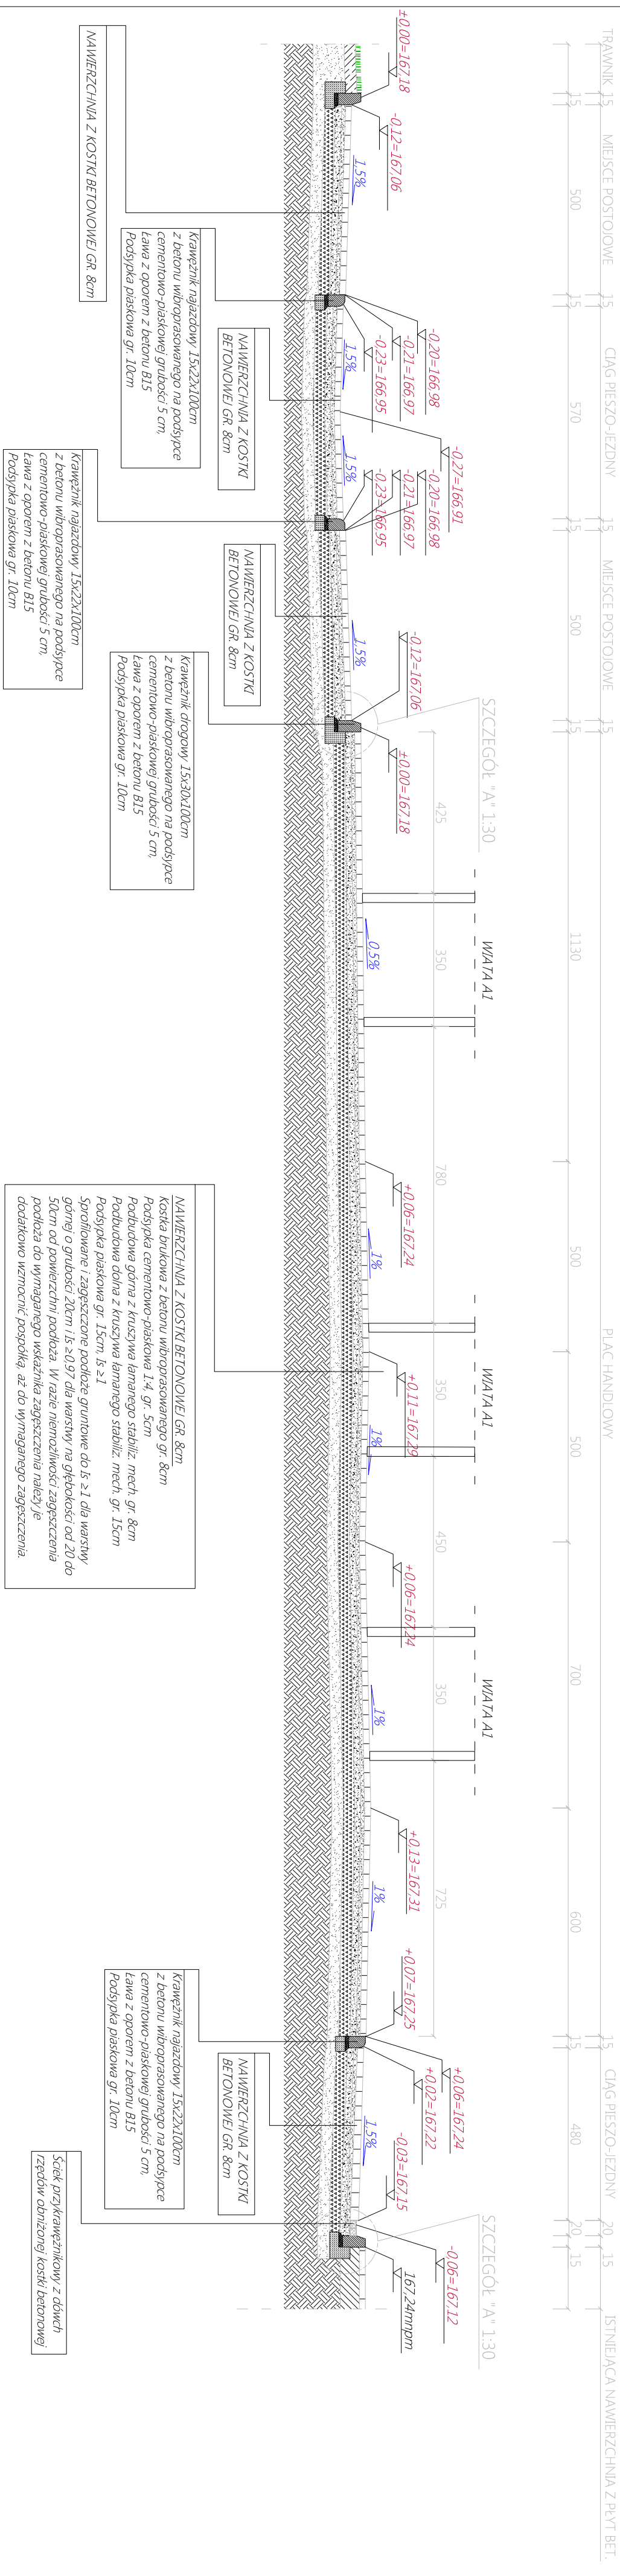 TRAWNIK
15
MIEJSCE POSTOJOWE
15
CIĄG PIESZO-JEZDNY
15
MIEJSCE POSTOJOWE
15
PLAC HANDLOWY
15
CIĄG PIESZO-JEZDNY
20
15
ISTNIEJĄCA NAWIERZCHNIA Z PŁYT BET.
15
500
15
570
15
500
15
1130
500
500
700
600
15
480
20
15
SZCZEGÓŁ "A" 1:30
WIATA A1
WIATA A1
WIATA A1
SZCZEGÓŁ "A" 1:30
425
350
780
350
450
350
725
±0,00=167,18
-0,12=167,06
-0,20=166,98
-0,21=166,97
-0,23=166,95
-0,27=166,91
-0,20=166,98
-0,21=166,97
-0,23=166,95
-0,12=167,06
±0,00=167,18
+0,06=167,24
+0,11=167,29
+0,06=167,24
+0,13=167,31
+0,07=167,25
+0,06=167,24
+0,02=167,22
-0,03=167,15
-0,06=167,12
167.24mnpm
1,5%
1,5%
1,5%
1,5%
0,5%
1%
1%
1%
1%
1,5%
NAWIERZCHNIA Z KOSTKI BETONOWEJ GR. 8cm
Krawężnik najazdowy 15x22x100cm
z betonu wibroprasowanego na podsypce
cementowo-piaskowej grubości 5 cm,
Ława z oporem z betonu B15
Podsypka piaskowa gr. 10cm
NAWIERZCHNIA Z KOSTKI
BETONOWEJ GR. 8cm
Krawężnik najazdowy 15x22x100cm
z betonu wibroprasowanego na podsypce
cementowo-piaskowej grubości 5 cm,
Ława z oporem z betonu B15
Podsypka piaskowa gr. 10cm
NAWIERZCHNIA Z KOSTKI
BETONOWEJ GR. 8cm
Krawężnik drogowy 15x30x100cm
z betonu wibroprasowanego na podsypce
cementowo-piaskowej grubości 5 cm,
Ława z oporem z betonu B15
Podsypka piaskowa gr. 10cm
NAWIERZCHNIA Z KOSTKI BETONOWEJ GR. 8cm
Kostka brukowa z betonu wibroprasowanego gr. 8cm
Podsypka cementowo-piaskowa 1:4, gr. 5cm
Podbudowa górna z kruszywa łamanego stabiliz. mech. gr. 8cm
Podbudowa dolna z kruszywa łamanego stabiliz. mech. gr. 15cm
Podsypka piaskowa gr. 15cm, Is ≥1
Sprofilowane i zagęszczone podłoże gruntowe do Is ≥1 dla warstwy
górnej o grubości 20cm i Is ≥0,97 dla warstwy na głębokości od 20 do
50cm od powierzchni podłoża. W razie niemożliwości zagęszczenia
podłoża do wymaganego wskaźnika zagęszczenia należy je
dodatkowo wzmocnić pospółką, aż do wymaganego zagęszczenia.
Krawężnik najazdowy 15x22x100cm
z betonu wibroprasowanego na podsypce
cementowo-piaskowej grubości 5 cm,
Ława z oporem z betonu B15
Podsypka piaskowa gr. 10cm
NAWIERZCHNIA Z KOSTKI
BETONOWEJ GR. 8cm
Ściek przykrawężnikowy z dówch
rzędów obniżonej kostki betonowej